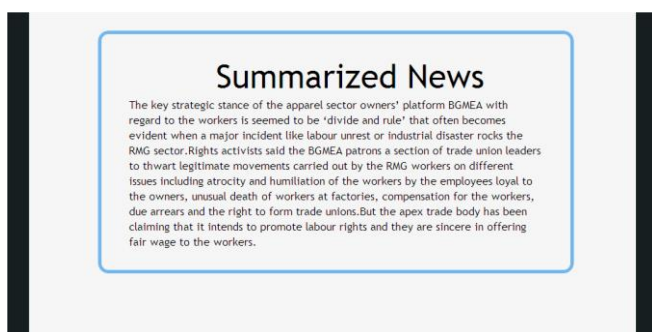 Summarized News
The key strategic stance of the apparel sector owners’ platform BGMEA with
regard to the workers is seemed to be ‘divide and rule’ that often becomes
evident when a major incident like labour unrest or industrial disaster rocks the
RMG sector.Rights activists said the BGMEA patrons a section of trade union leaders
to thwart legitimate movements carried out by the RMG workers on different
issues including atrocity and humiliation of the workers by the employees loyal to
the owners, unusual death of workers at factories, compensation for the workers,
due arrears and the right to form trade unions.But the apex trade body has been
claiming that it intends to promote labour rights and they are sincere in offering
fair wage to the workers.